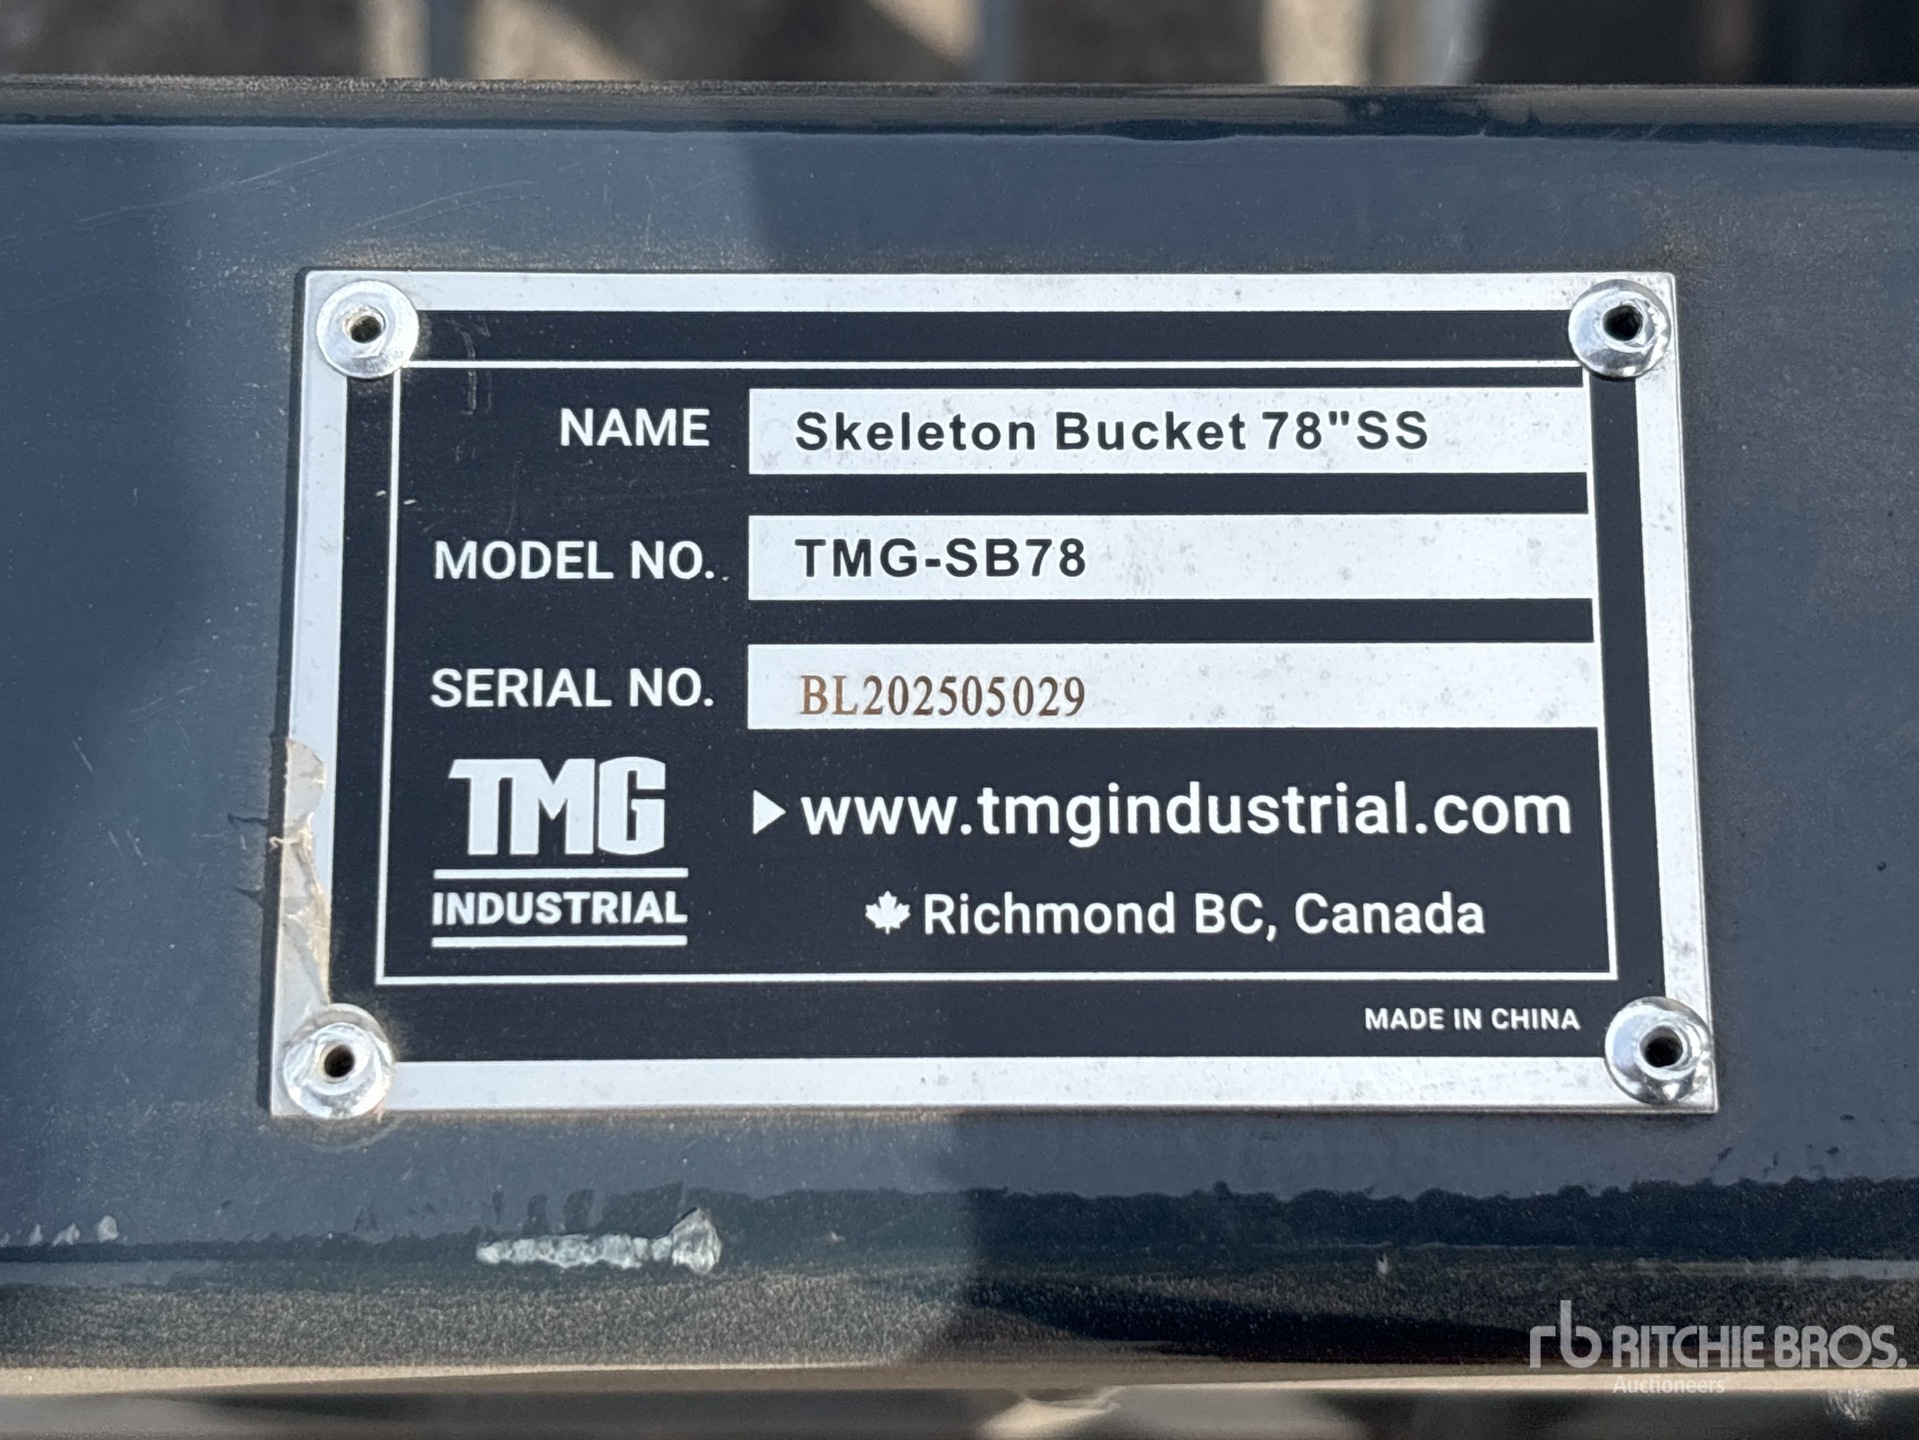 NAME Skeleton Bucket 78"SS
MODEL NO. TMG-SB78
SERIAL NO. BL202505029
TMG
INDUSTRIAL
www.tmgindustrial.com
Richmond BC, Canada
MADE IN CHINA
rb RITCHIE BROS.
Auctioneers